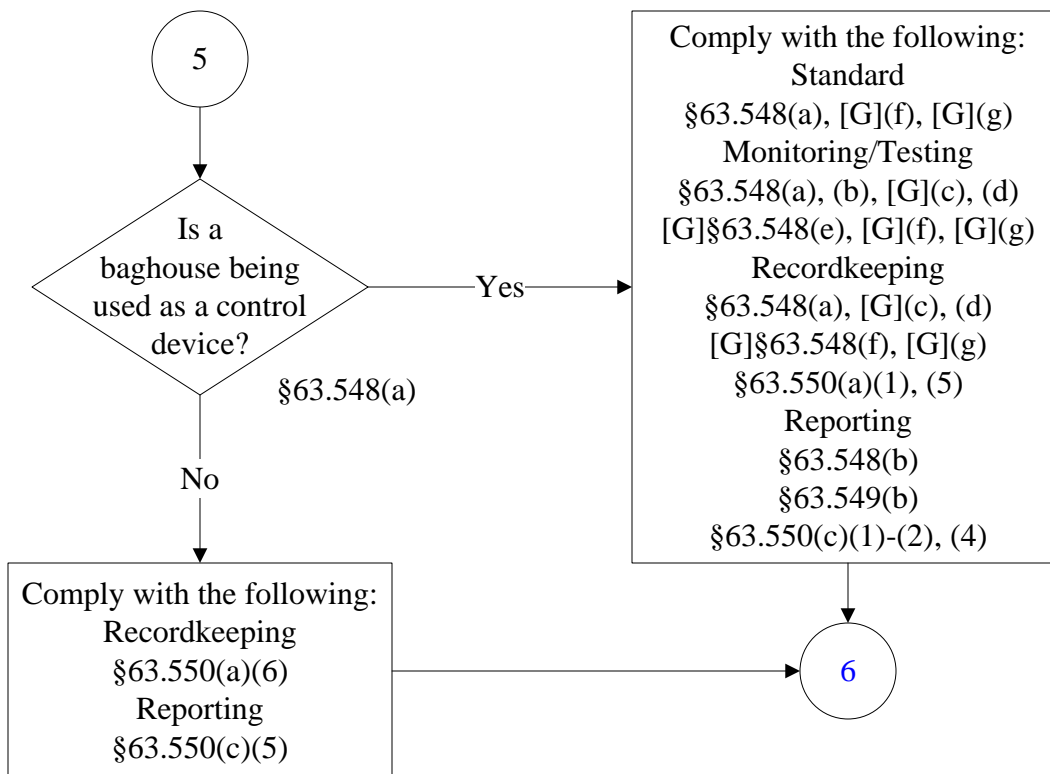 5
Is a
baghouse being
used as a control
device?
§63.548(a)
Yes
No
Comply with the following:
Standard
§63.548(a), [G](f), [G](g)
Monitoring/Testing
§63.548(a), (b), [G](c), (d)
[G]§63.548(e), [G](f), [G](g)
Recordkeeping
§63.548(a), [G](c), (d)
[G]§63.548(f), [G](g)
§63.550(a)(1), (5)
Reporting
§63.548(b)
§63.549(b)
§63.550(c)(1)-(2), (4)
Comply with the following:
Recordkeeping
§63.550(a)(6)
Reporting
§63.550(c)(5)
6